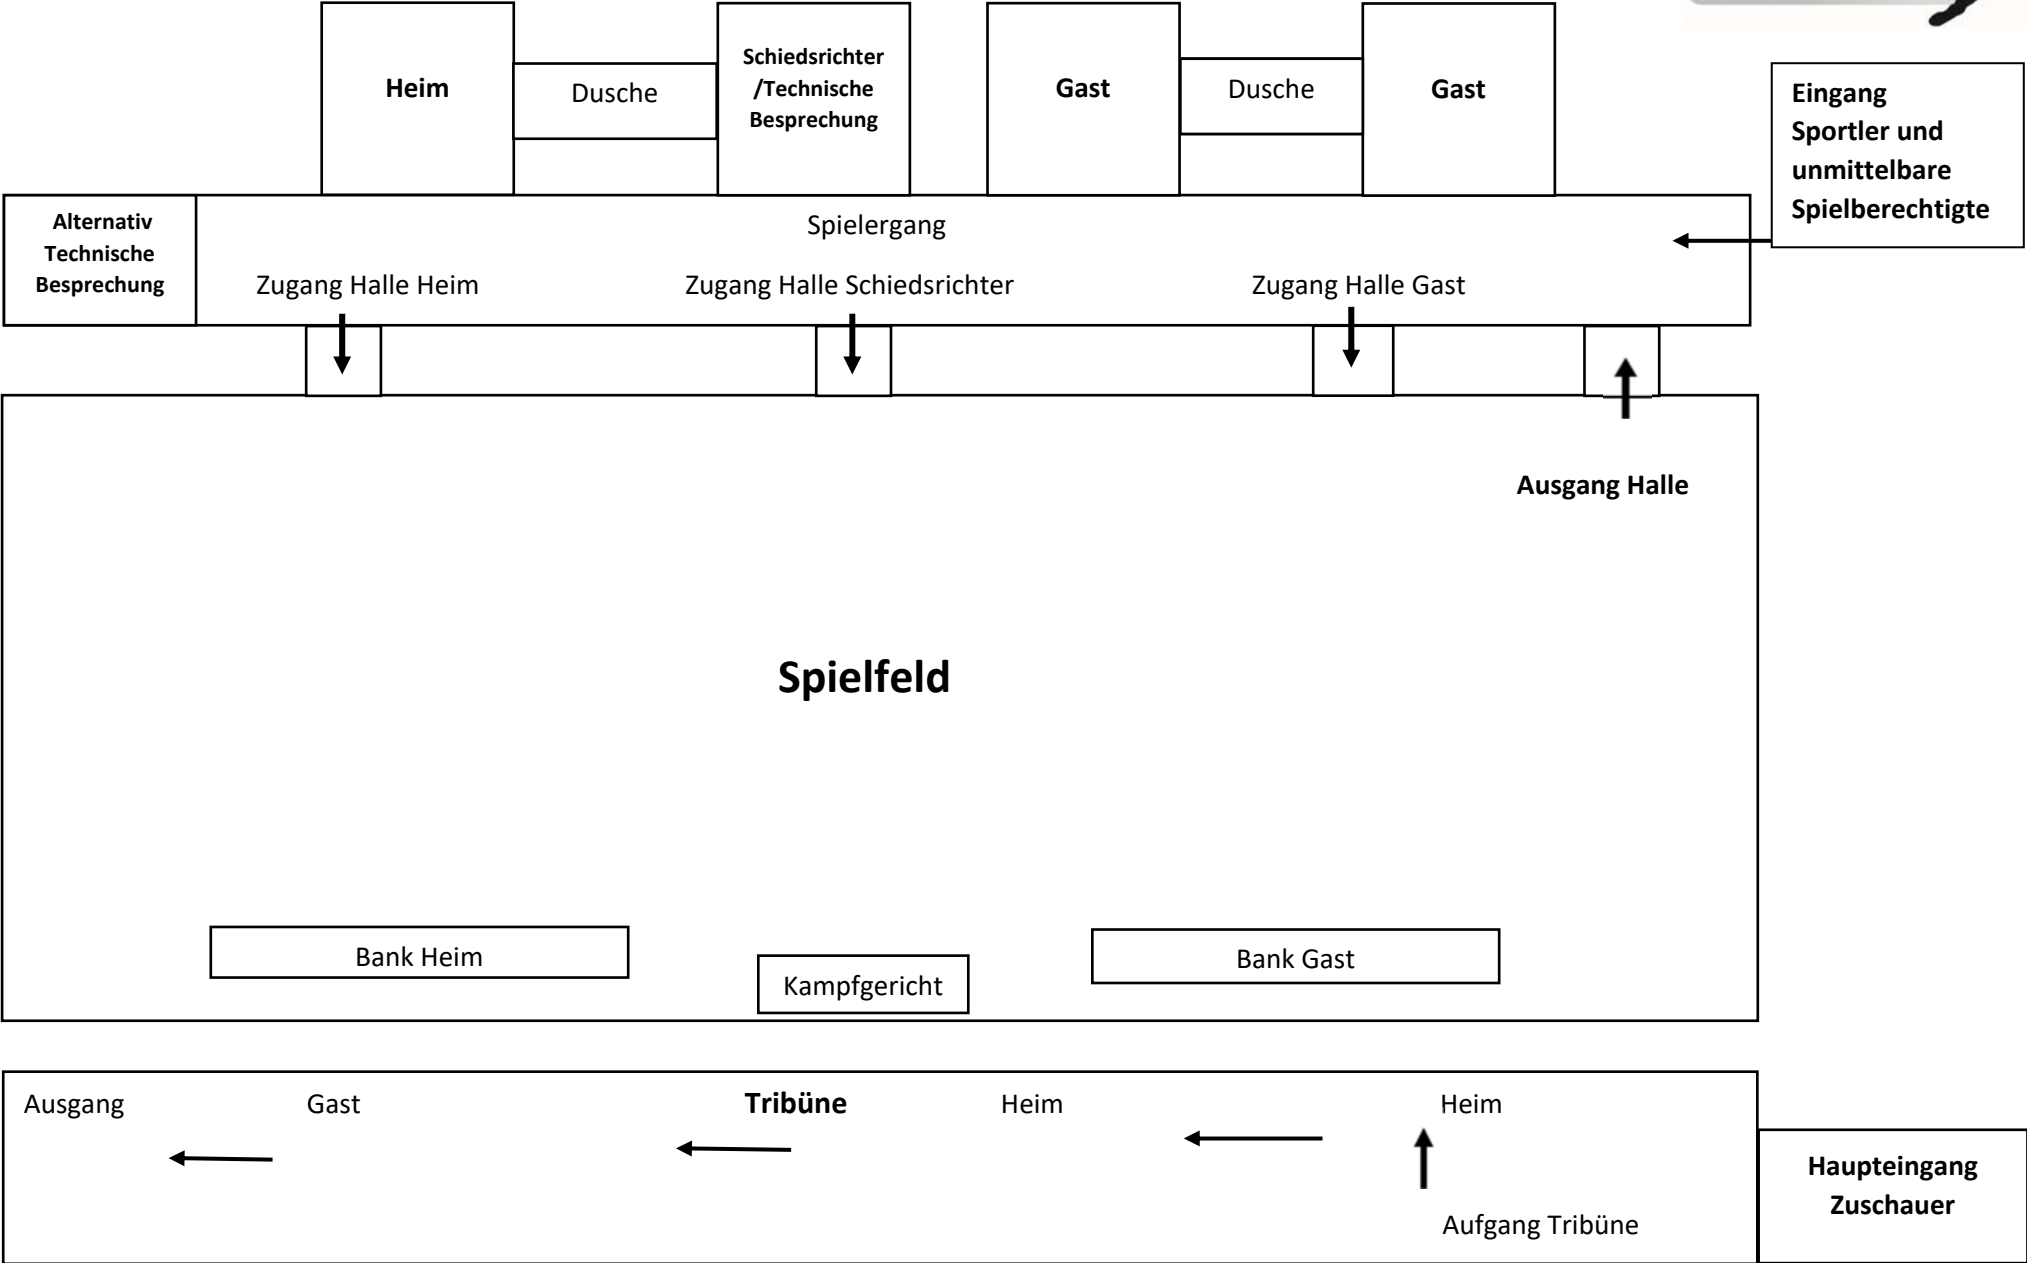 Heim
Dusche
Schiedsrichter
/Technische
Besprechung
Gast
Dusche
Gast
Eingang
Sportler und
unmittelbare
Spielberechtigte
Alternativ
Technische
Besprechung
Spielergang
Zugang Halle Heim
Zugang Halle Schiedsrichter
Zugang Halle Gast
Ausgang Halle
Spielfeld
Bank Heim
Kampfgericht
Bank Gast
Ausgang
Gast
Tribüne
Heim
Heim
Aufgang Tribüne
Haupteingang
Zuschauer